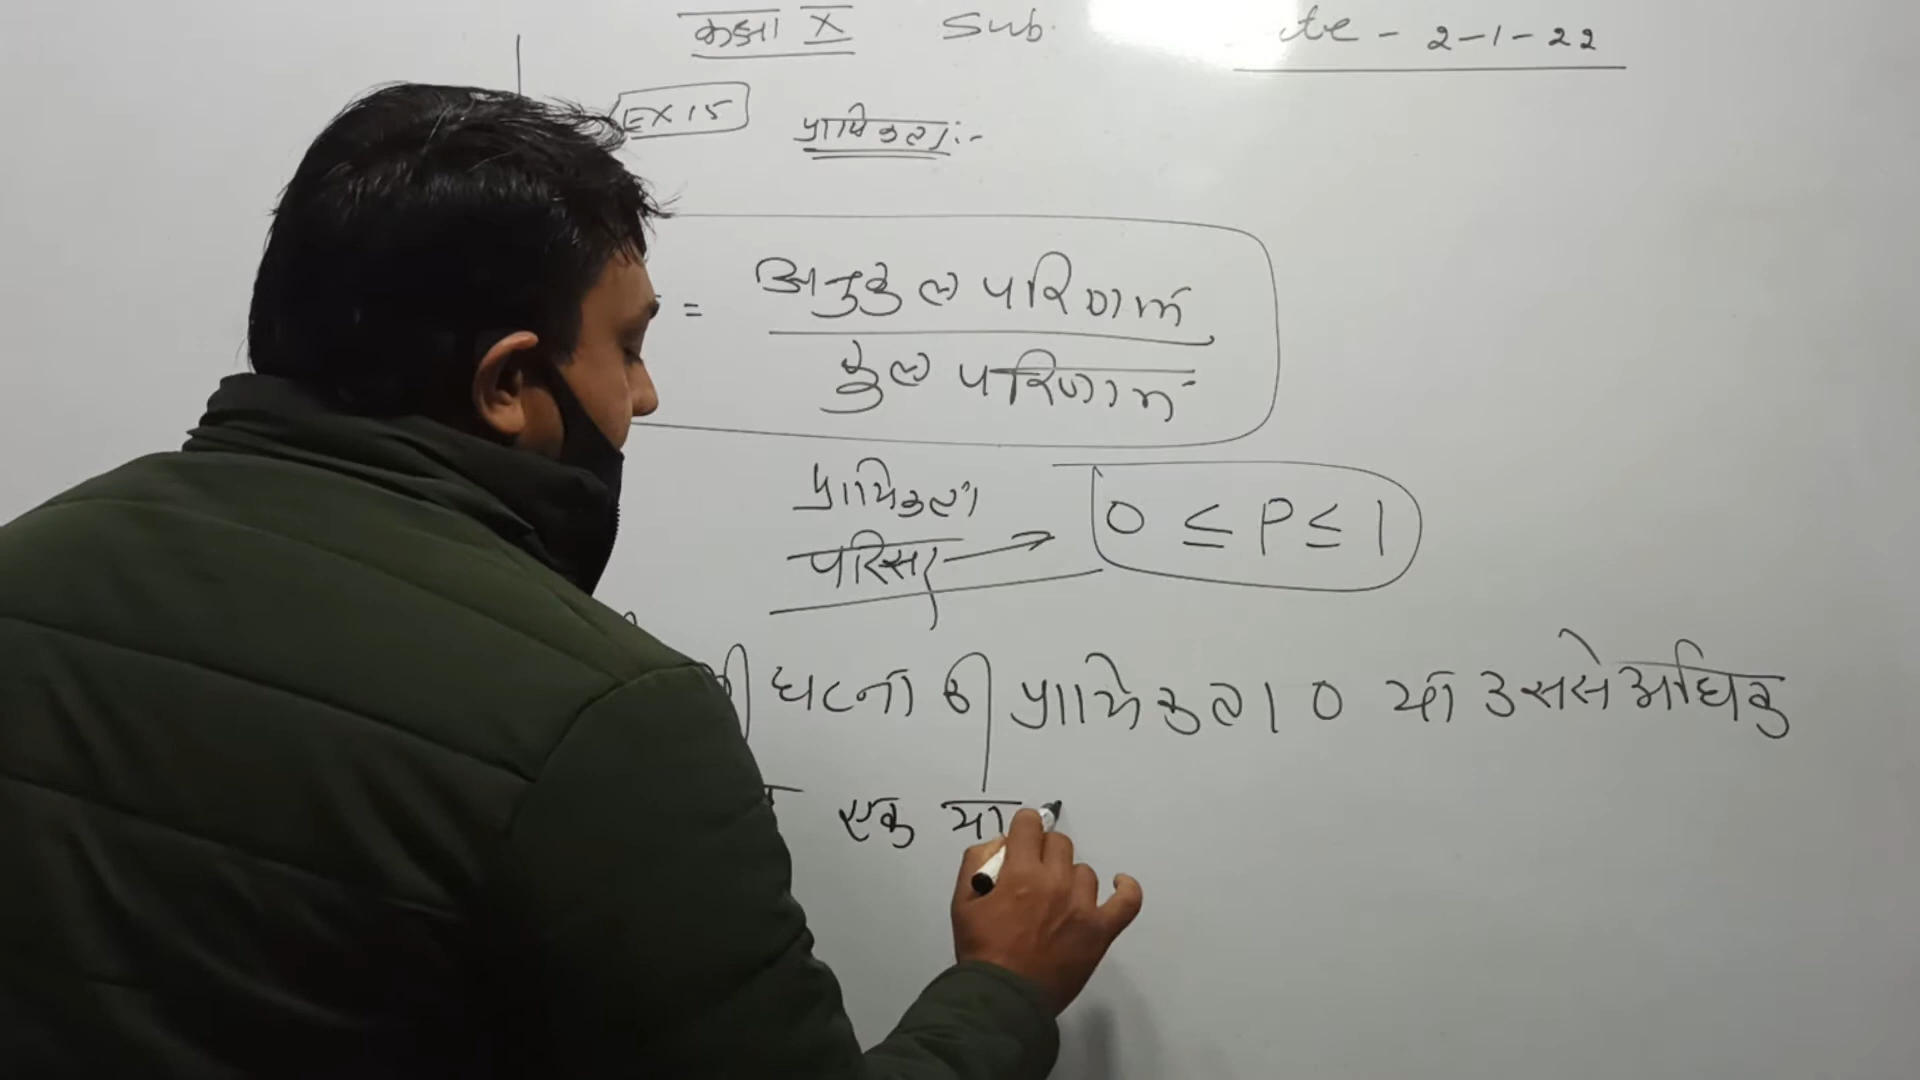 कक्षा X Sub. te - 2-1-22
EX 15 प्रायिकता:-
= अनुकुल परिणाम
कुल परिणाम
प्रायिकता
परिसर → 0 ≤ P ≤ 1
घटना की प्रायिकता 0 या उससे अधिक
एक या